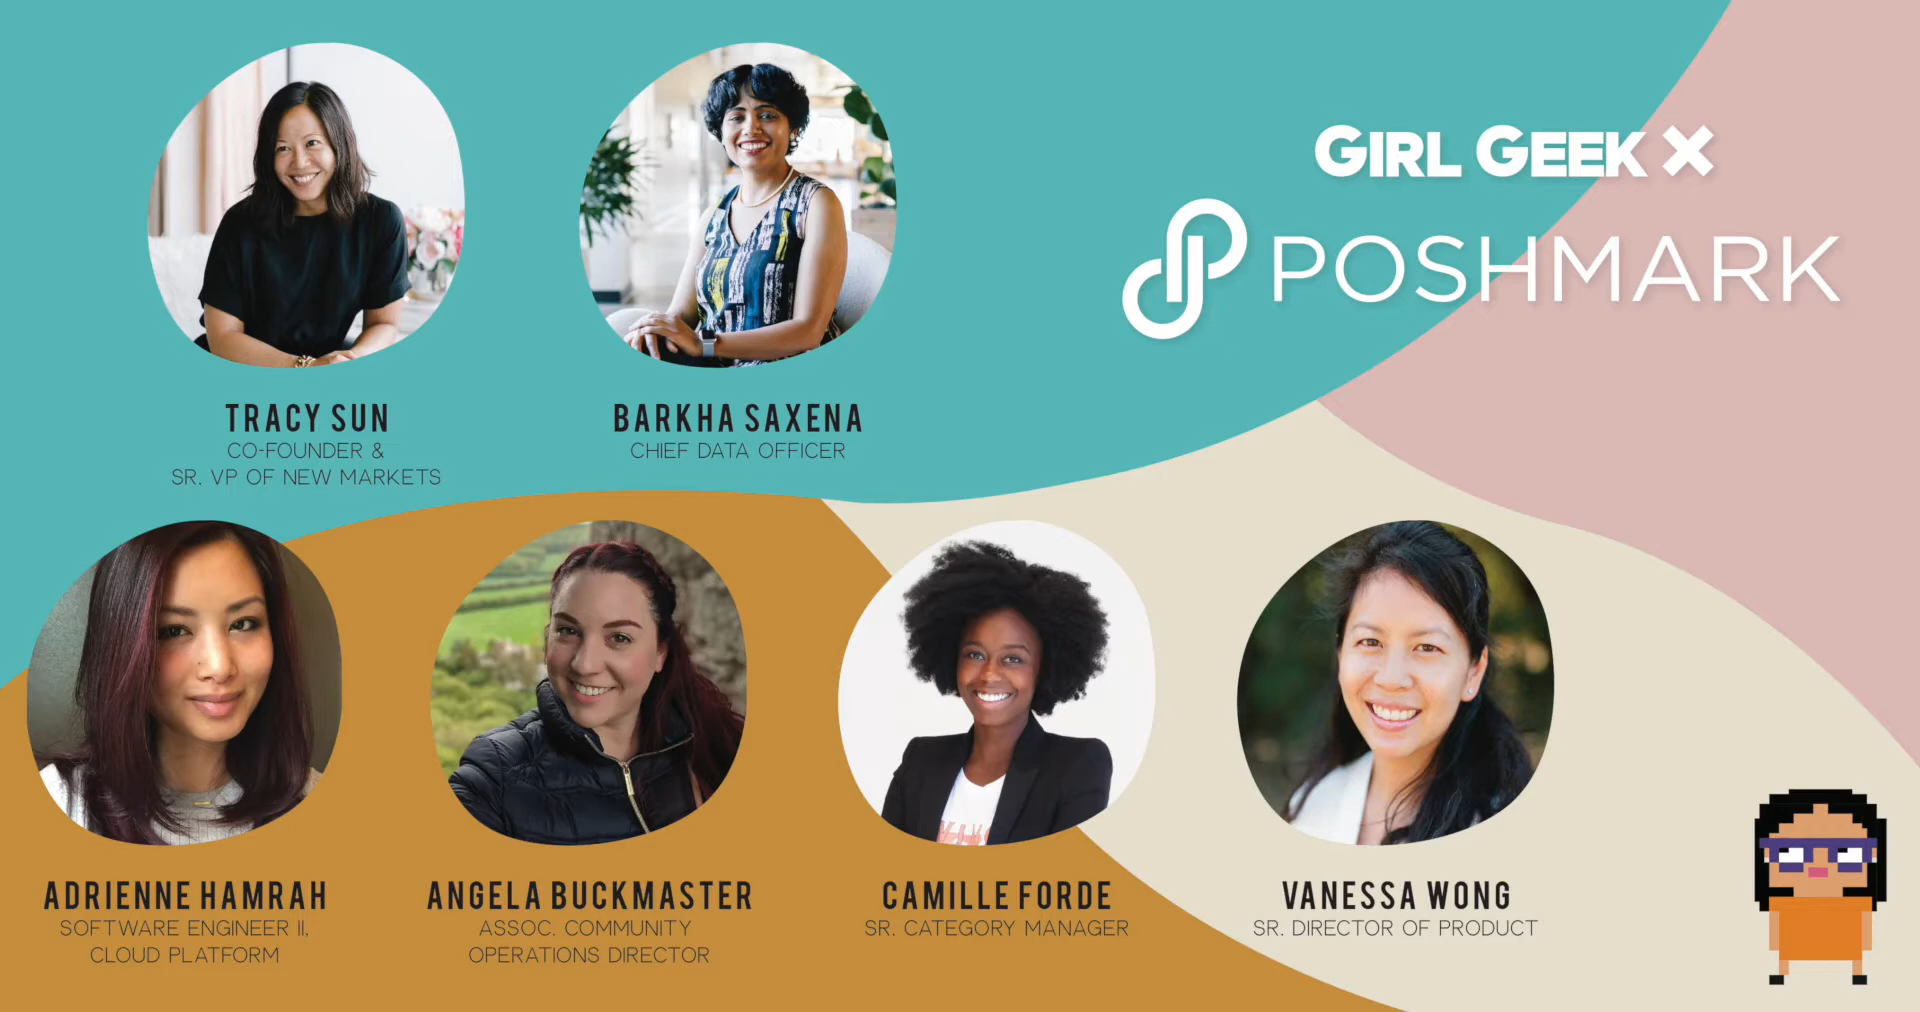 GIRL GEEK X
POSHMARK
TRACY SUN
CO-FOUNDER &
SR. VP OF NEW MARKETS
BARKHA SAXENA
CHIEF DATA OFFICER
ADRIENNE HAMRAH
SOFTWARE ENGINEER II,
CLOUD PLATFORM
ANGELA BUCKMASTER
ASSOC. COMMUNITY
OPERATIONS DIRECTOR
CAMILLE FORDE
SR. CATEGORY MANAGER
VANESSA WONG
SR. DIRECTOR OF PRODUCT